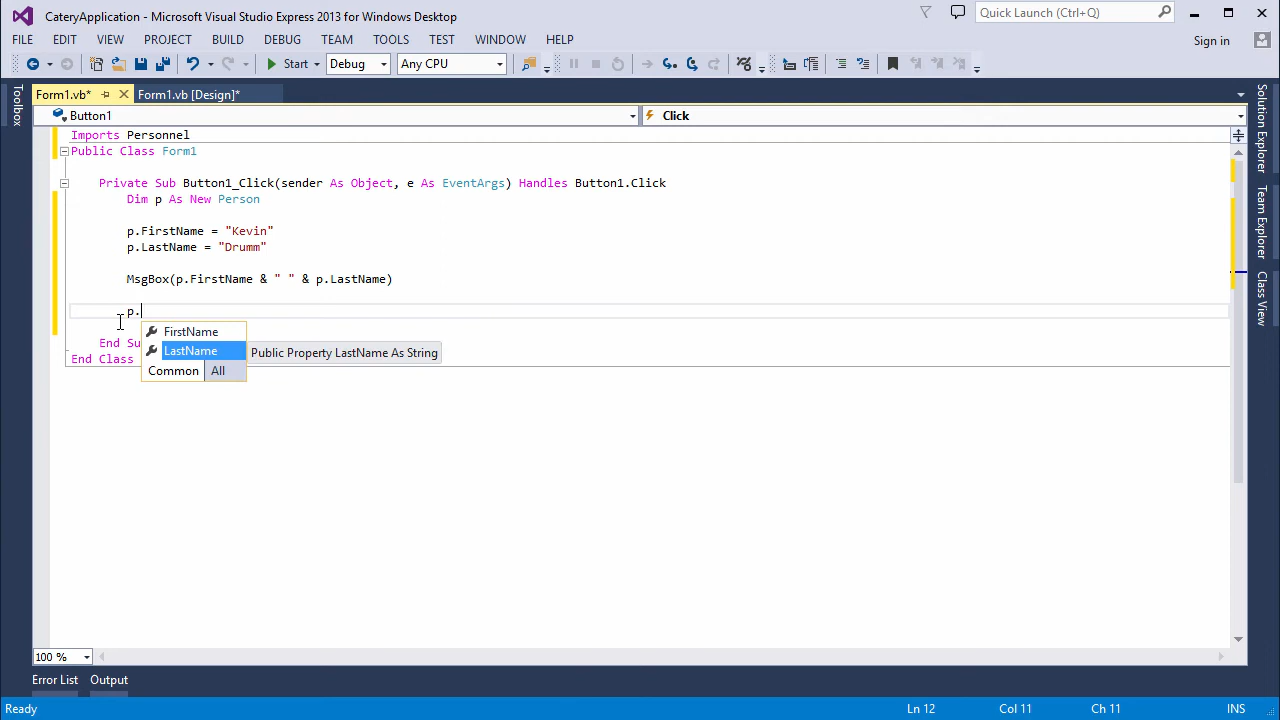 CateryApplication - Microsoft Visual Studio Express 2013 for Windows Desktop
Quick Launch (Ctrl+Q)
FILE EDIT VIEW PROJECT BUILD DEBUG TEAM TOOLS TEST WINDOW HELP
Sign in
Start Debug Any CPU
Toolbox
Form1.vb* Form1.vb [Design]*
Button1 Click
Imports Personnel
Public Class Form1
Private Sub Button1_Click(sender As Object, e As EventArgs) Handles Button1.Click
Dim p As New Person
p.FirstName = "Kevin"
p.LastName = "Drumm"
MsgBox(p.FirstName & " " & p.LastName)
p.
FirstName
End Su
LastName
Public Property LastName As String
End Class
Common All
Solution Explorer
Team Explorer
Class View
100 %
Error List Output
Ready Ln 12 Col 11 Ch 11 INS